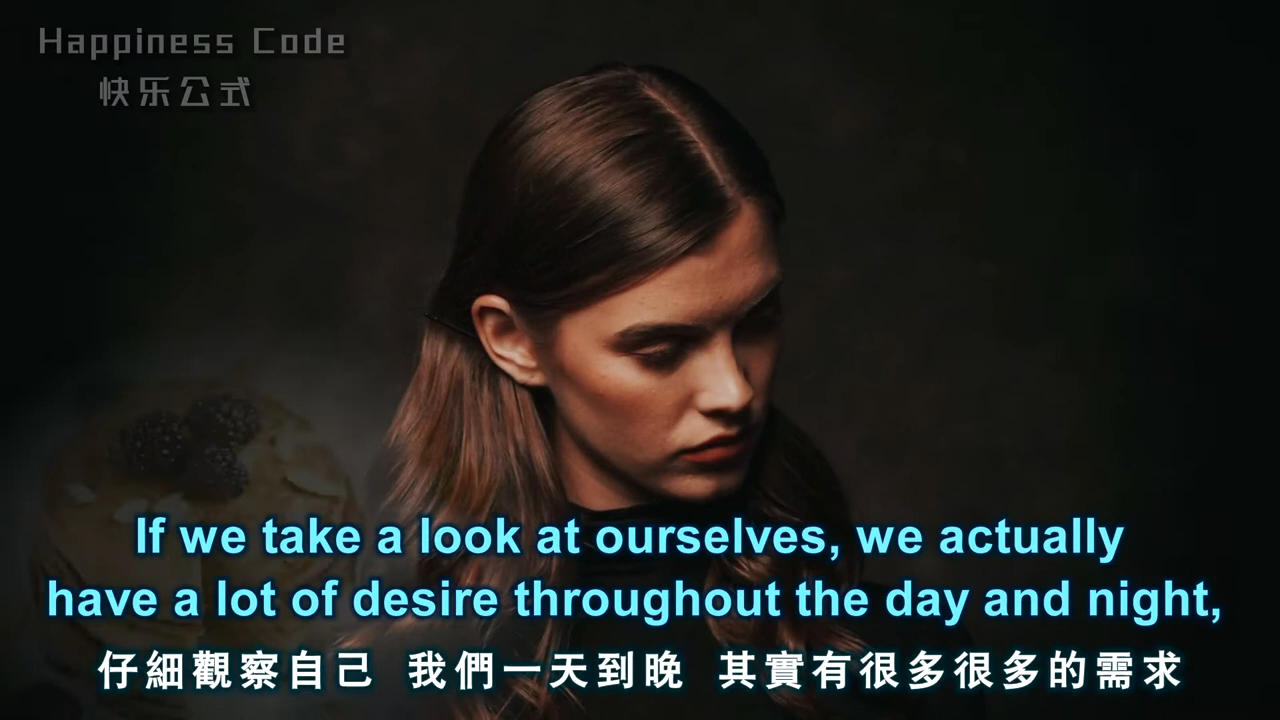 Happiness Code
快乐公式
If we take a look at ourselves, we actually
have a lot of desire throughout the day and night,
仔細觀察自己 我們一天到晚 其實有很多很多的需求